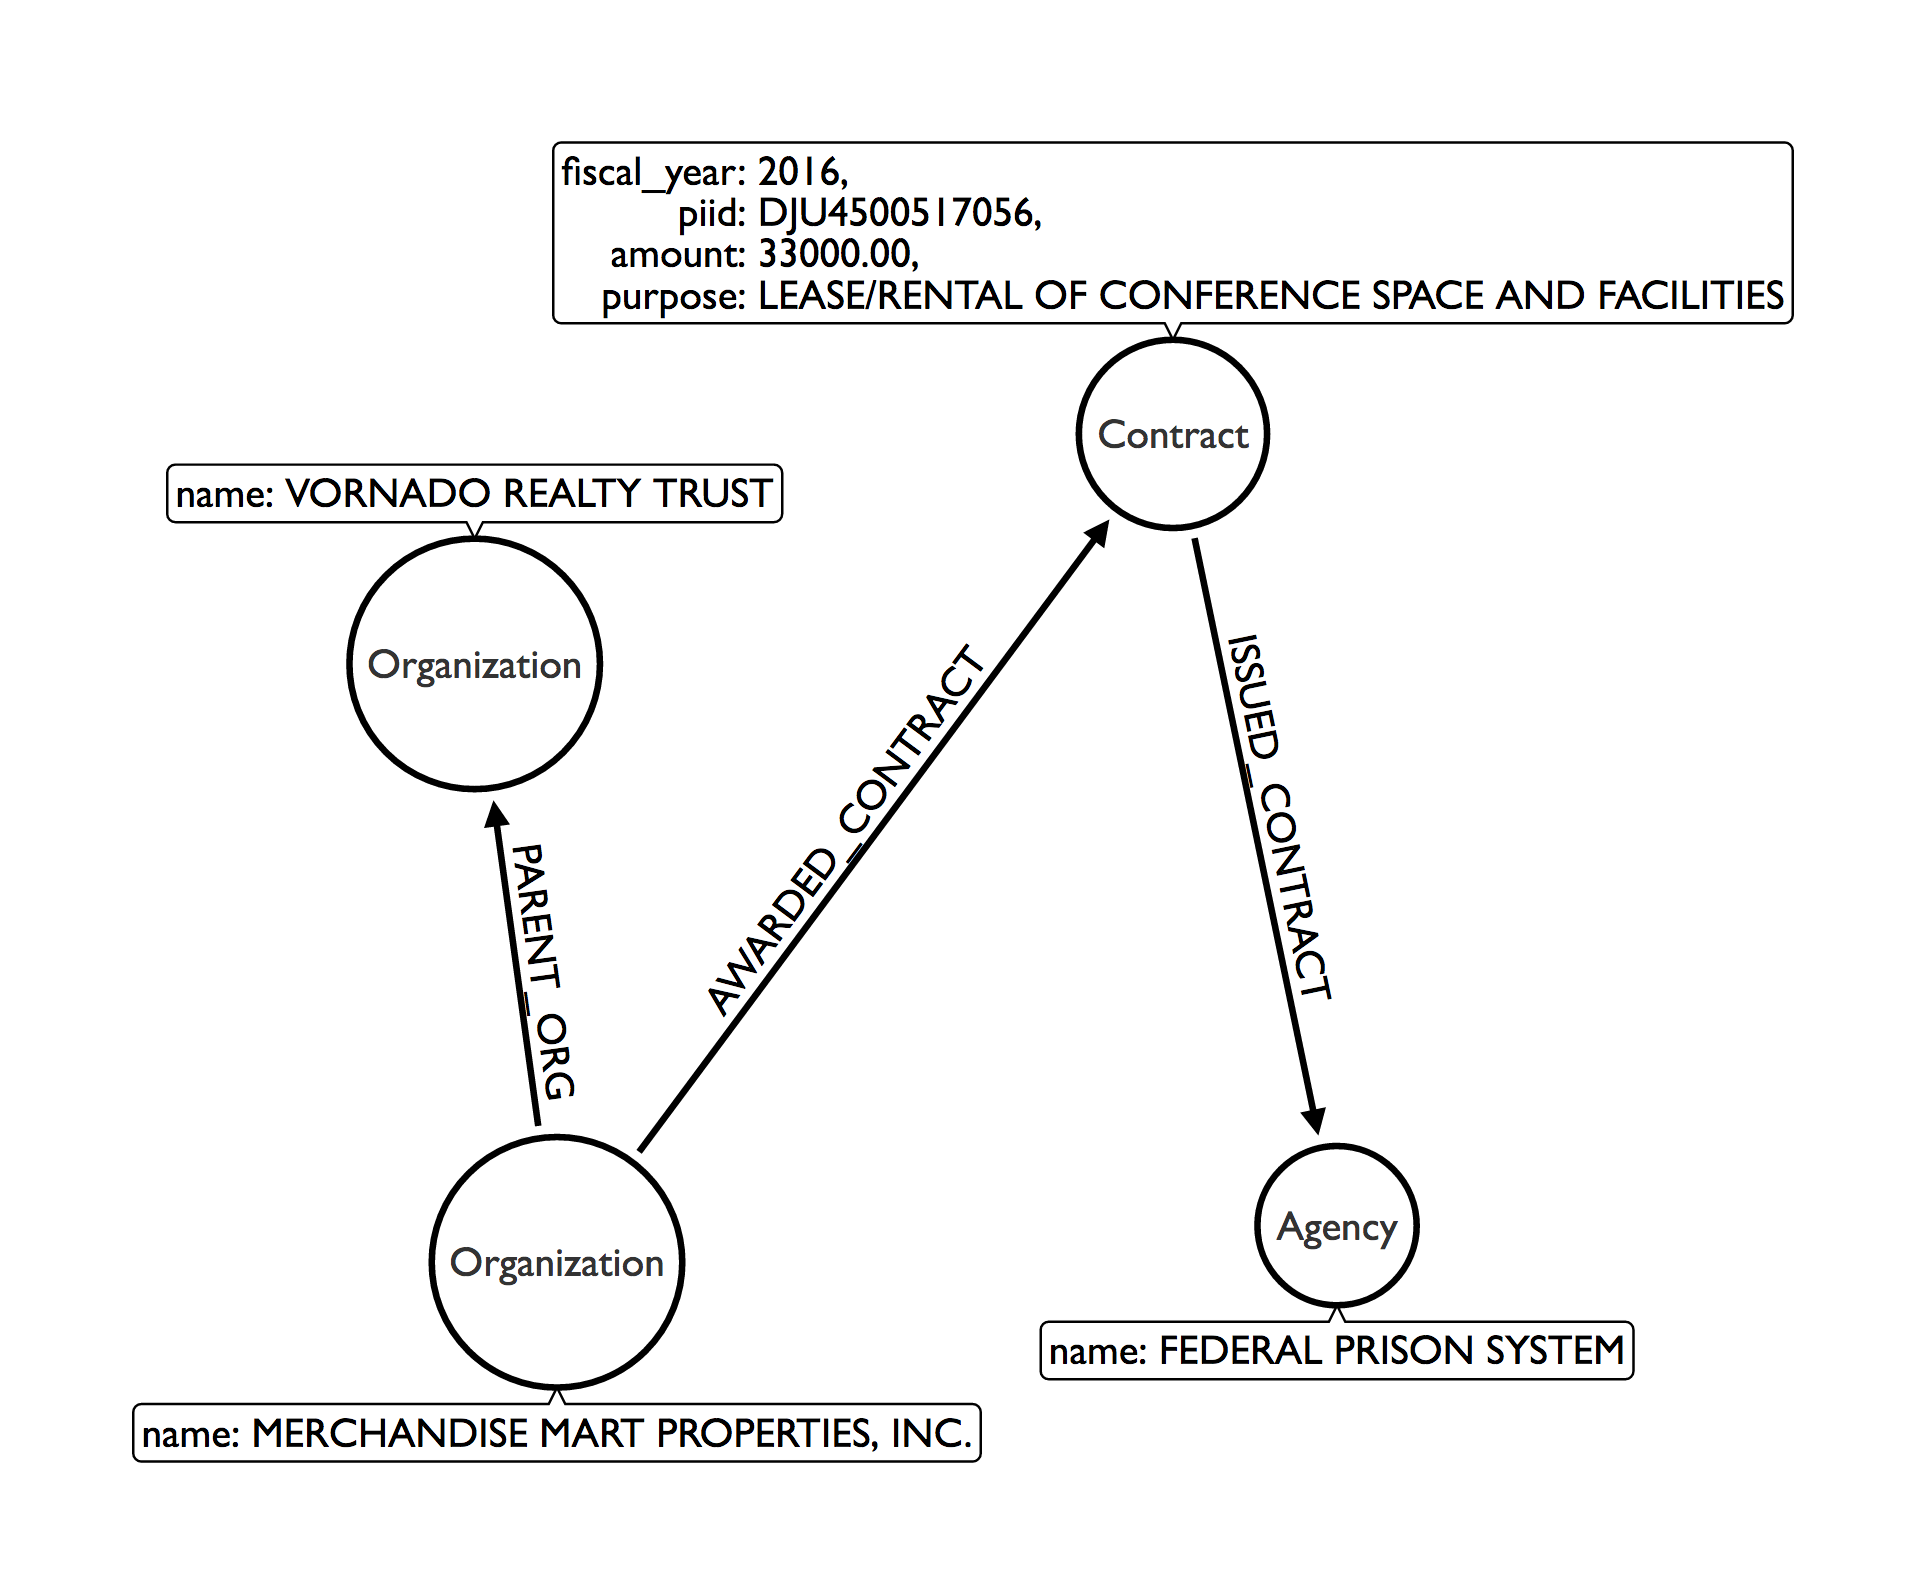 fiscal_year: 2016,
piid: DJU4500517056,
amount: 33000.00,
purpose: LEASE/RENTAL OF CONFERENCE SPACE AND FACILITIES
Contract
name: VORNADO REALTY TRUST
Organization
PARENT_ORG
AWARDED_CONTRACT
ISSUED_CONTRACT
Organization
name: MERCHANDISE MART PROPERTIES, INC.
Agency
name: FEDERAL PRISON SYSTEM